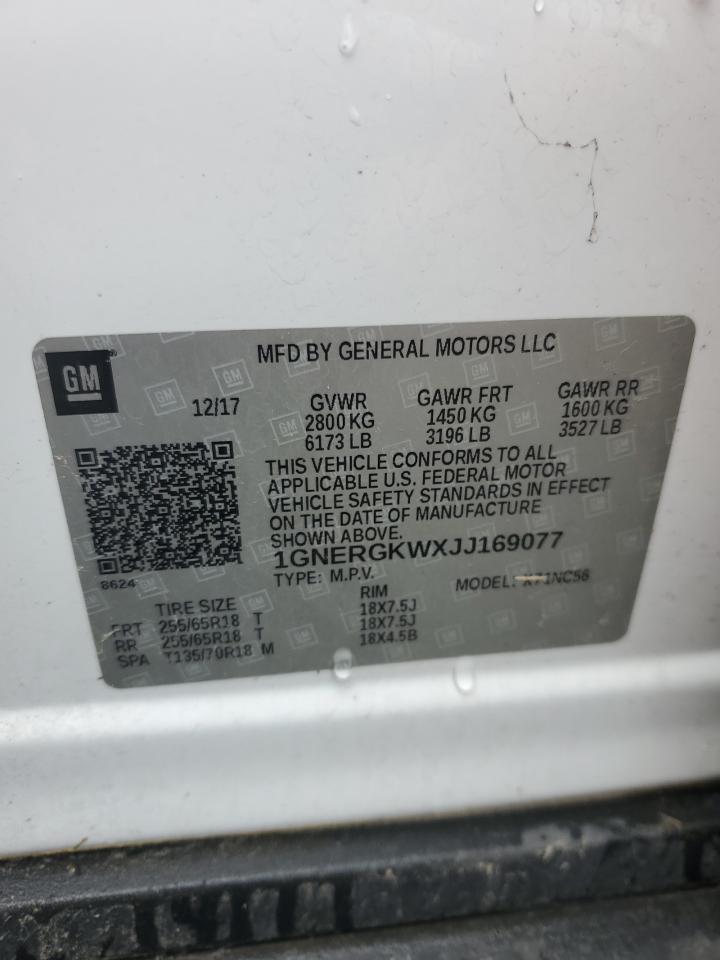 GM
MFD BY GENERAL MOTORS LLC
12/17
GVWR GAWR FRT GAWR RR
2800 KG 1450 KG 1600 KG
6173 LB 3196 LB 3527 LB
THIS VEHICLE CONFORMS TO ALL
APPLICABLE U.S. FEDERAL MOTOR
VEHICLE SAFETY STANDARDS IN EFFECT
ON THE DATE OF MANUFACTURE
SHOWN ABOVE.
1GNERGKWXJJ169077
8624
TYPE: M.P.V. MODEL: X71NC56
TIRE SIZE RIM
FRT 255/65R18 T 18X7.5J
RR 255/65R18 T 18X7.5J
SPA T135/70R18 M 18X4.5B